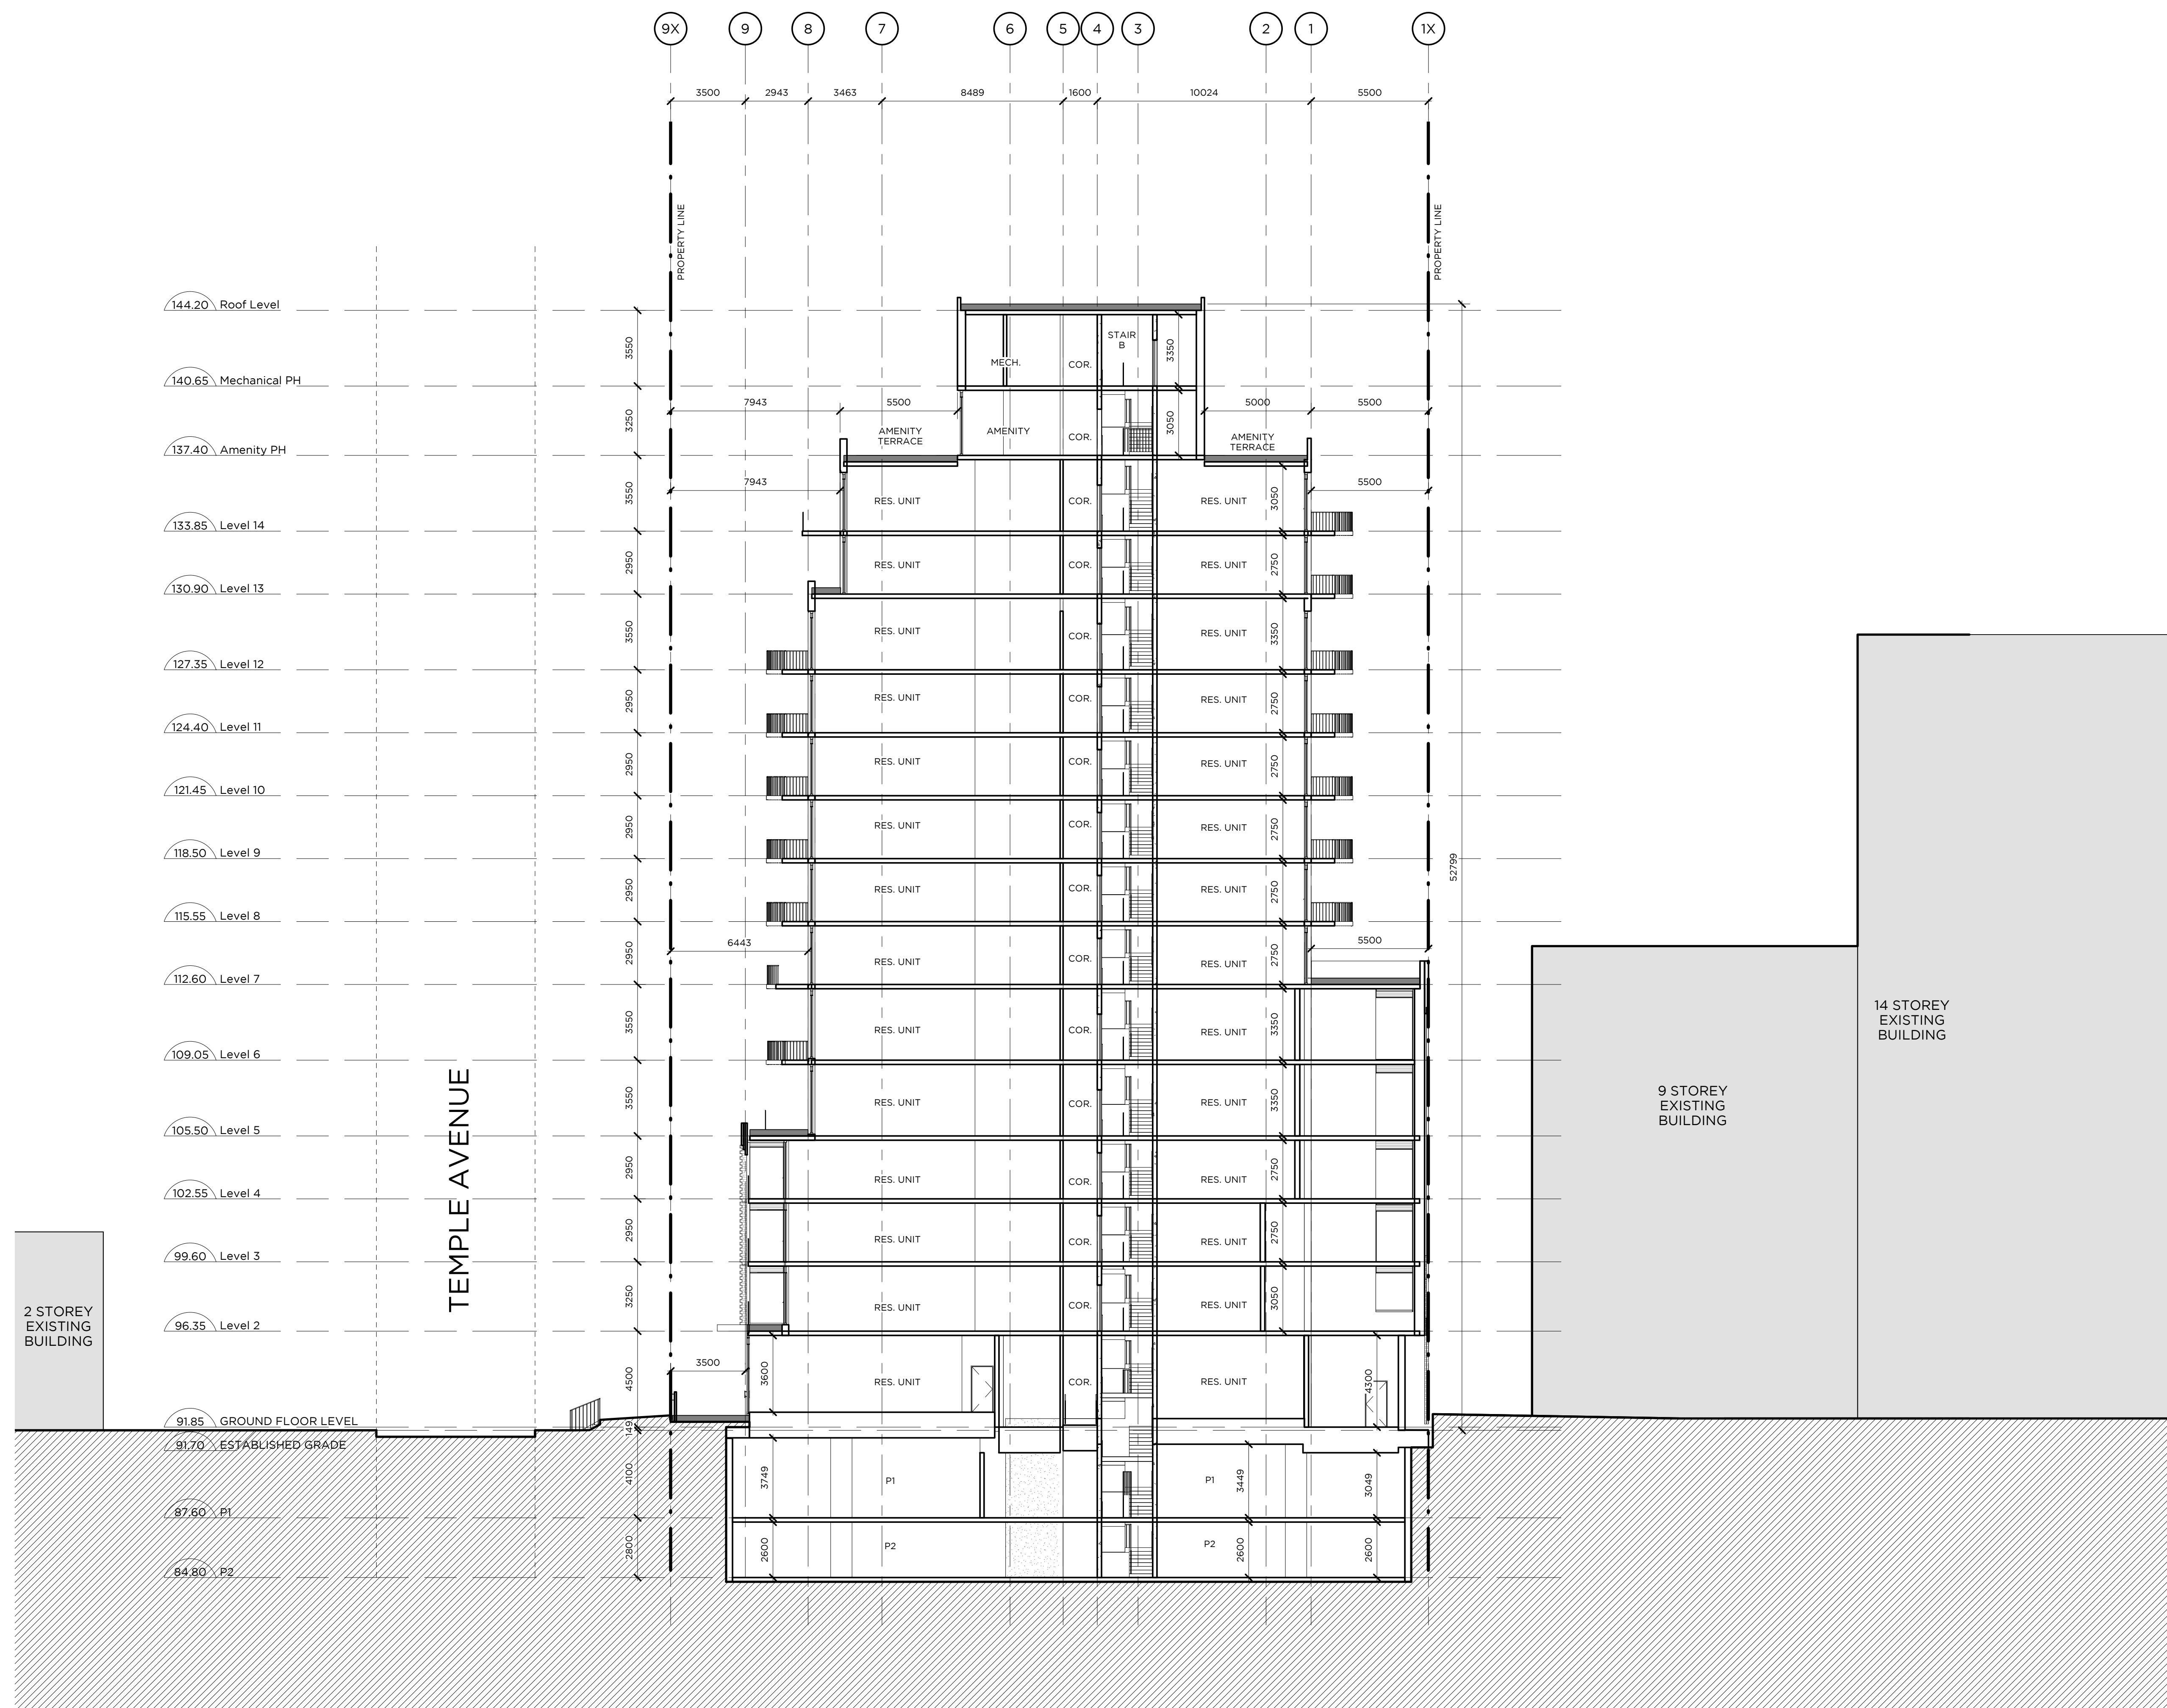 9X 9 8 7 6 5 4 3 2 1 1X
3500 2943 3463 8489 1600 10024 5500
PROPERTY LINE
PROPERTY LINE
144.20 Roof Level
3550
MECH.
COR.
STAIR
B
3350
140.65 Mechanical PH
7943 5500 5000 5500
3250
AMENITY
TERRACE
AMENITY
COR.
3050
AMENITY
TERRACE
137.40 Amenity PH
7943 5500
3550
RES. UNIT COR. RES. UNIT 3050
133.85 Level 14
2950
RES. UNIT COR. RES. UNIT 2750
130.90 Level 13
3550
RES. UNIT COR. RES. UNIT 3350
127.35 Level 12
2950
RES. UNIT COR. RES. UNIT 2750
124.40 Level 11
2950
RES. UNIT COR. RES. UNIT 2750
121.45 Level 10
2950
RES. UNIT COR. RES. UNIT 2750
118.50 Level 9
2950
RES. UNIT COR. RES. UNIT 2750
52799
115.55 Level 8
6443 5500
2950
RES. UNIT COR. RES. UNIT 2750
112.60 Level 7
3550
RES. UNIT COR. RES. UNIT 3350
109.05 Level 6
3550
RES. UNIT COR. RES. UNIT 3350
105.50 Level 5
2950
RES. UNIT COR. RES. UNIT 2750
102.55 Level 4
2950
RES. UNIT COR. RES. UNIT 2750
99.60 Level 3
3250
RES. UNIT COR. RES. UNIT 3050
96.35 Level 2
3500
4500
3600
RES. UNIT COR. RES. UNIT 4300
91.85 GROUND FLOOR LEVEL
149
91.70 ESTABLISHED GRADE
4100
3749
P1 P1 3449 3049
87.60 P1
2800
2600
P2 P2 2600 2600
84.80 P2
TEMPLE AVENUE
2 STOREY
EXISTING
BUILDING
9 STOREY
EXISTING
BUILDING
14 STOREY
EXISTING
BUILDING